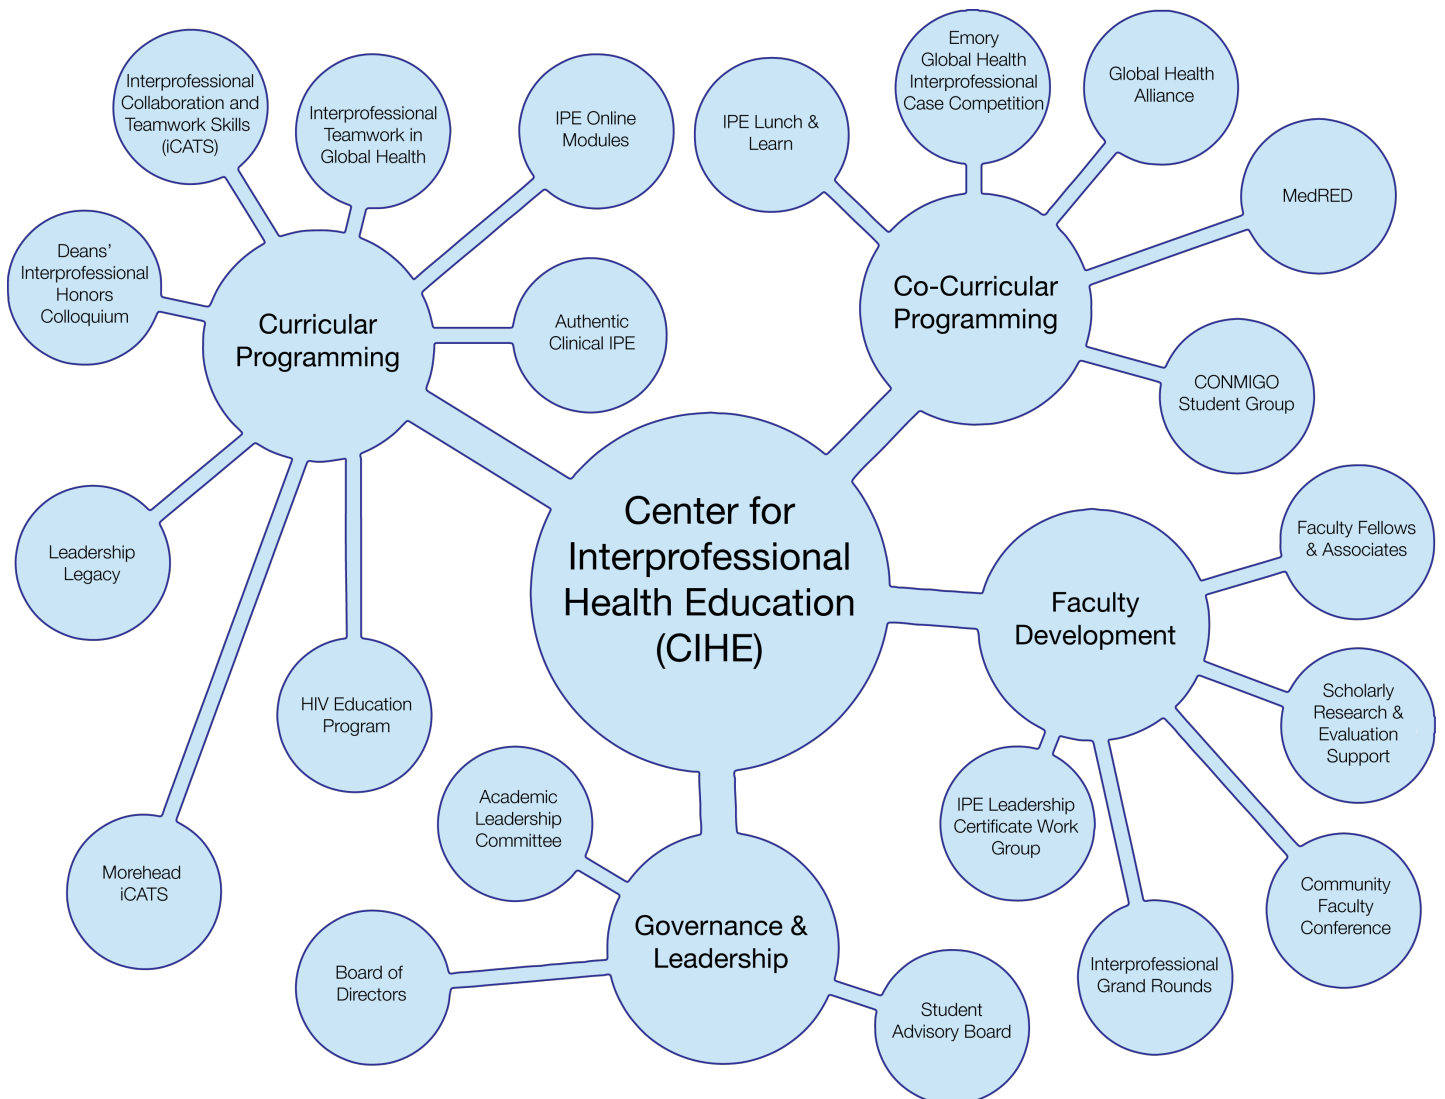 Interprofessional
Collaboration and
Teamwork Skills
(iCATS)
Interprofessional
Teamwork in
Global Health
IPE Online
Modules
Deans’
Interprofessional
Honors
Colloquium
Curricular
Programming
Authentic
Clinical IPE
Leadership
Legacy
HIV Education
Program
Morehead
iCATS
IPE Lunch &
Learn
Emory
Global Health
Interprofessional
Case Competition
Global Health
Alliance
MedRED
Co-Curricular
Programming
CONMIGO
Student Group
Center for
Interprofessional
Health Education
(CIHE)
Faculty
Development
Faculty Fellows
& Associates
Scholarly
Research &
Evaluation
Support
IPE Leadership
Certificate Work
Group
Community
Faculty
Conference
Interprofessional
Grand Rounds
Academic
Leadership
Committee
Governance &
Leadership
Board of
Directors
Student
Advisory Board